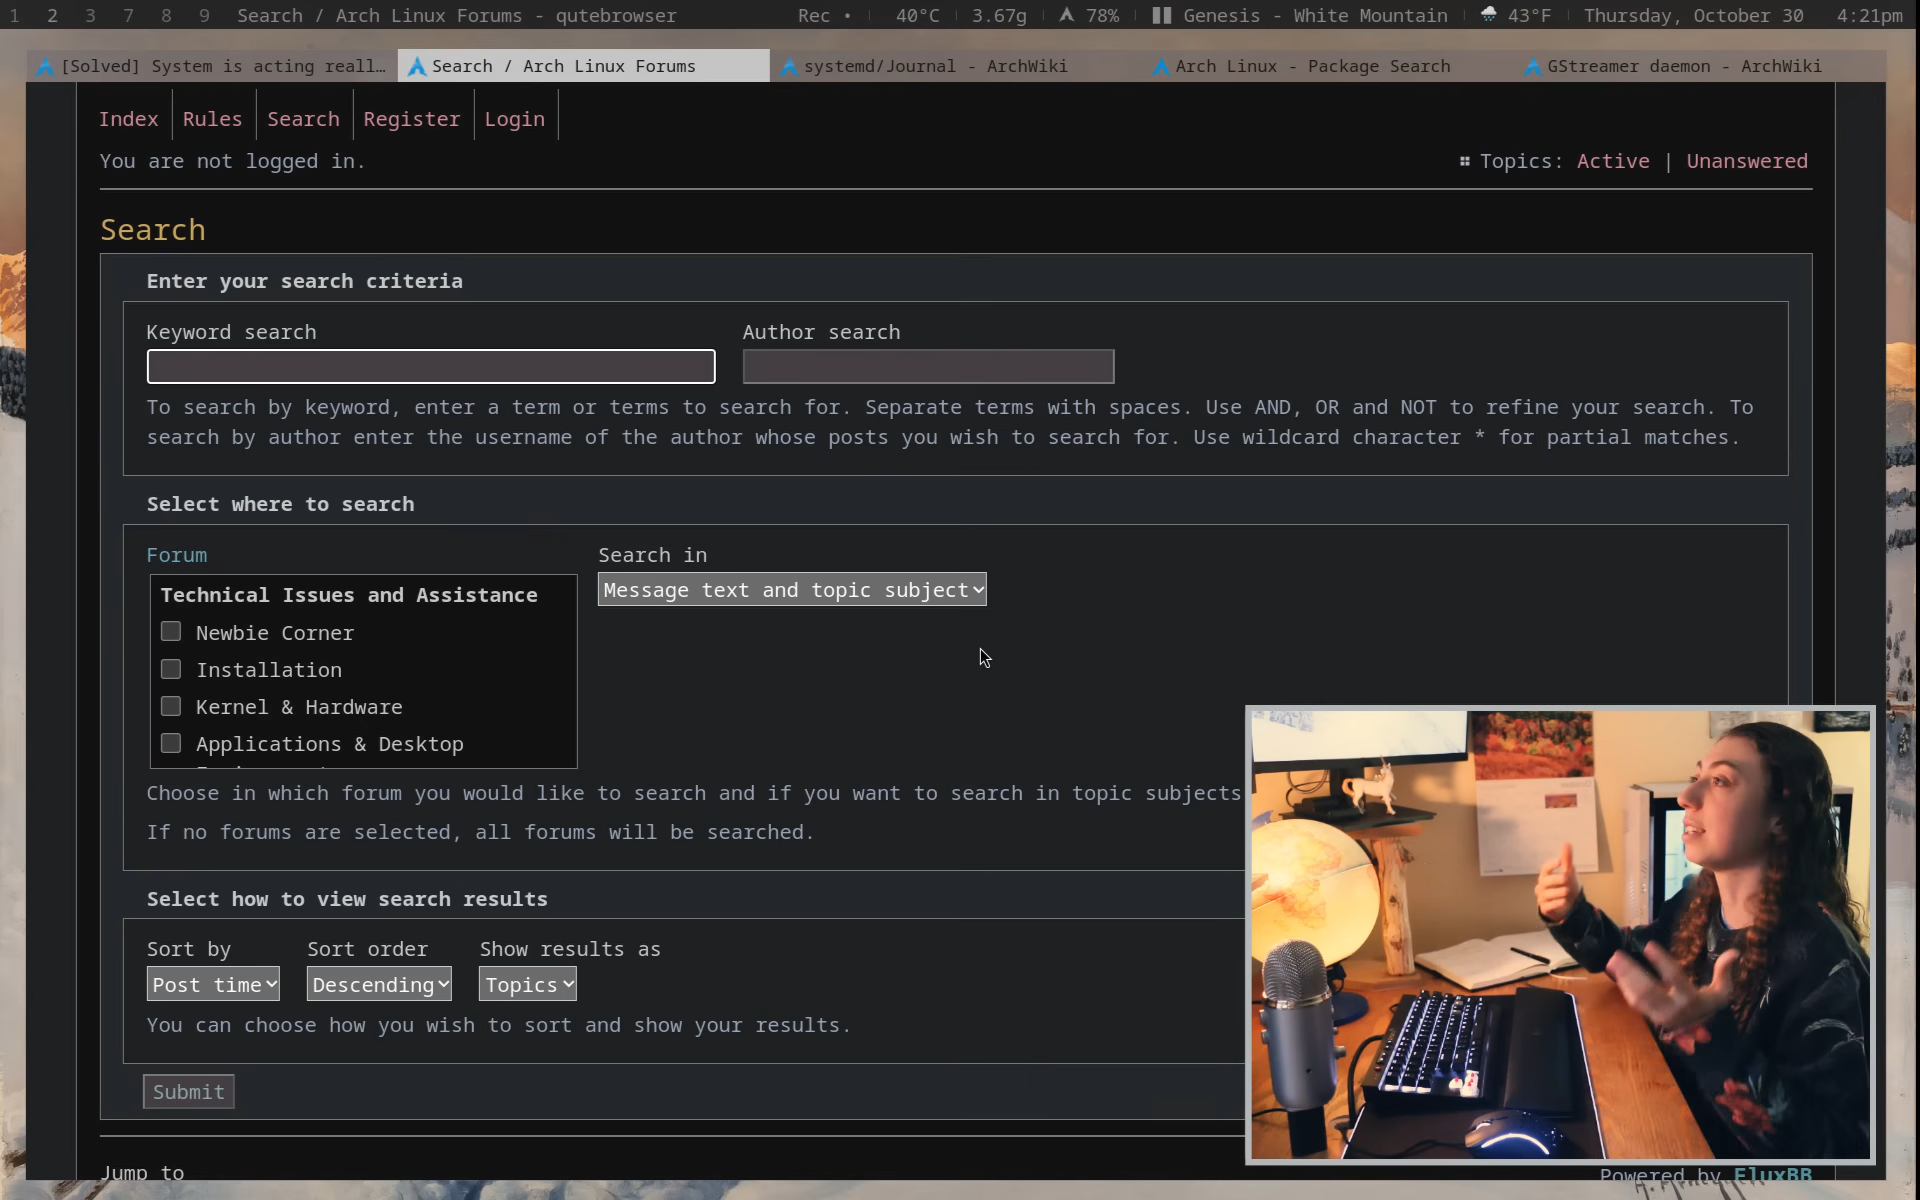 1 2 3 7 8 9 Search / Arch Linux Forums - qutebrowser Rec • 40°C 3.67g 78% Genesis - White Mountain 43°F Thursday, October 30 4:21pm
[Solved] System is acting reall… Search / Arch Linux Forums systemd/Journal - ArchWiki Arch Linux - Package Search GStreamer daemon - ArchWiki
Index Rules Search Register Login
You are not logged in. Topics: Active | Unanswered
Search
Enter your search criteria
Keyword search Author search
To search by keyword, enter a term or terms to search for. Separate terms with spaces. Use AND, OR and NOT to refine your search. To
search by author enter the username of the author whose posts you wish to search for. Use wildcard character * for partial matches.
Select where to search
Forum Search in
Technical Issues and Assistance Message text and topic subject
Newbie Corner
Installation
Kernel & Hardware
Applications & Desktop
Choose in which forum you would like to search and if you want to search in topic subjects
If no forums are selected, all forums will be searched.
Select how to view search results
Sort by Sort order Show results as
Post time Descending Topics
You can choose how you wish to sort and show your results.
Submit
Jump to Powered by FluxBB